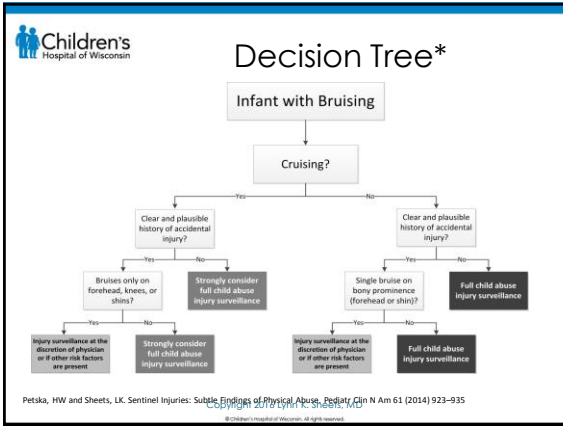 Children's
Hospital of Wisconsin
Decision Tree*
Infant with Bruising
Cruising?
Yes
No
Clear and plausible
history of accidental
injury?
Clear and plausible
history of accidental
injury?
Yes
No
Yes
No
Bruises only on
forehead, knees, or
shins?
Strongly consider
full child abuse
injury surveillance
Single bruise on
bony prominence
(forehead or shin)?
Full child abuse
injury surveillance
Yes
No
Yes
No
Injury surveillance at the
discretion of physician
or if other risk factors
are present
Strongly consider
full child abuse
injury surveillance
Injury surveillance at the
discretion of physician
or if other risk factors
are present
Full child abuse
injury surveillance
Petska, HW and Sheets, LK. Sentinel Injuries: Subtle Findings of Physical Abuse. Pediatr Clin N Am 61 (2014) 923–935
Copyright 2016 Lynn K. Sheets, MD
© Children's Hospital of Wisconsin. All rights reserved.